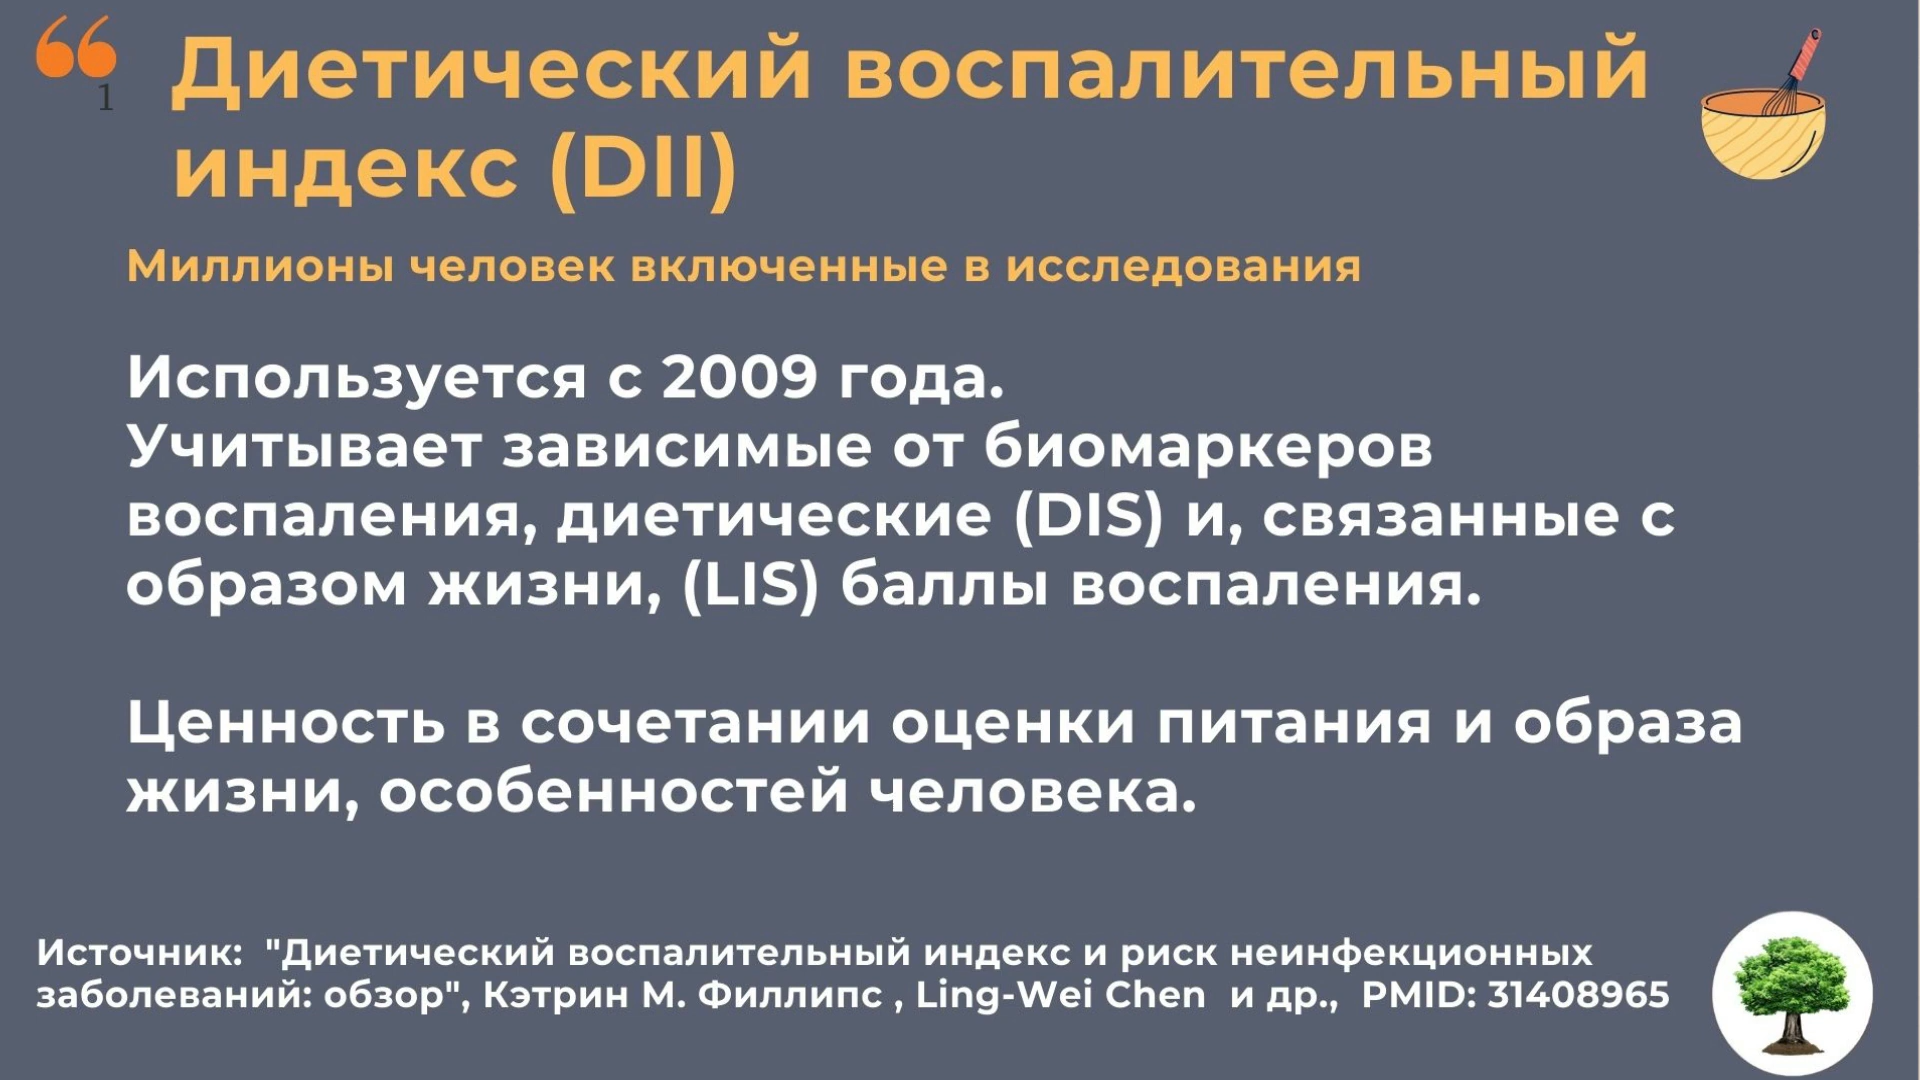 1
Диетический воспалительный
индекс (DII)
Миллионы человек включенные в исследования
Используется с 2009 года.
Учитывает зависимые от биомаркеров
воспаления, диетические (DIS) и, связанные с
образом жизни, (LIS) баллы воспаления.
Ценность в сочетании оценки питания и образа
жизни, особенностей человека.
Источник:  "Диетический воспалительный индекс и риск неинфекционных
заболеваний: обзор", Кэтрин М. Филлипс , Ling-Wei Chen  и др.,  PMID: 31408965